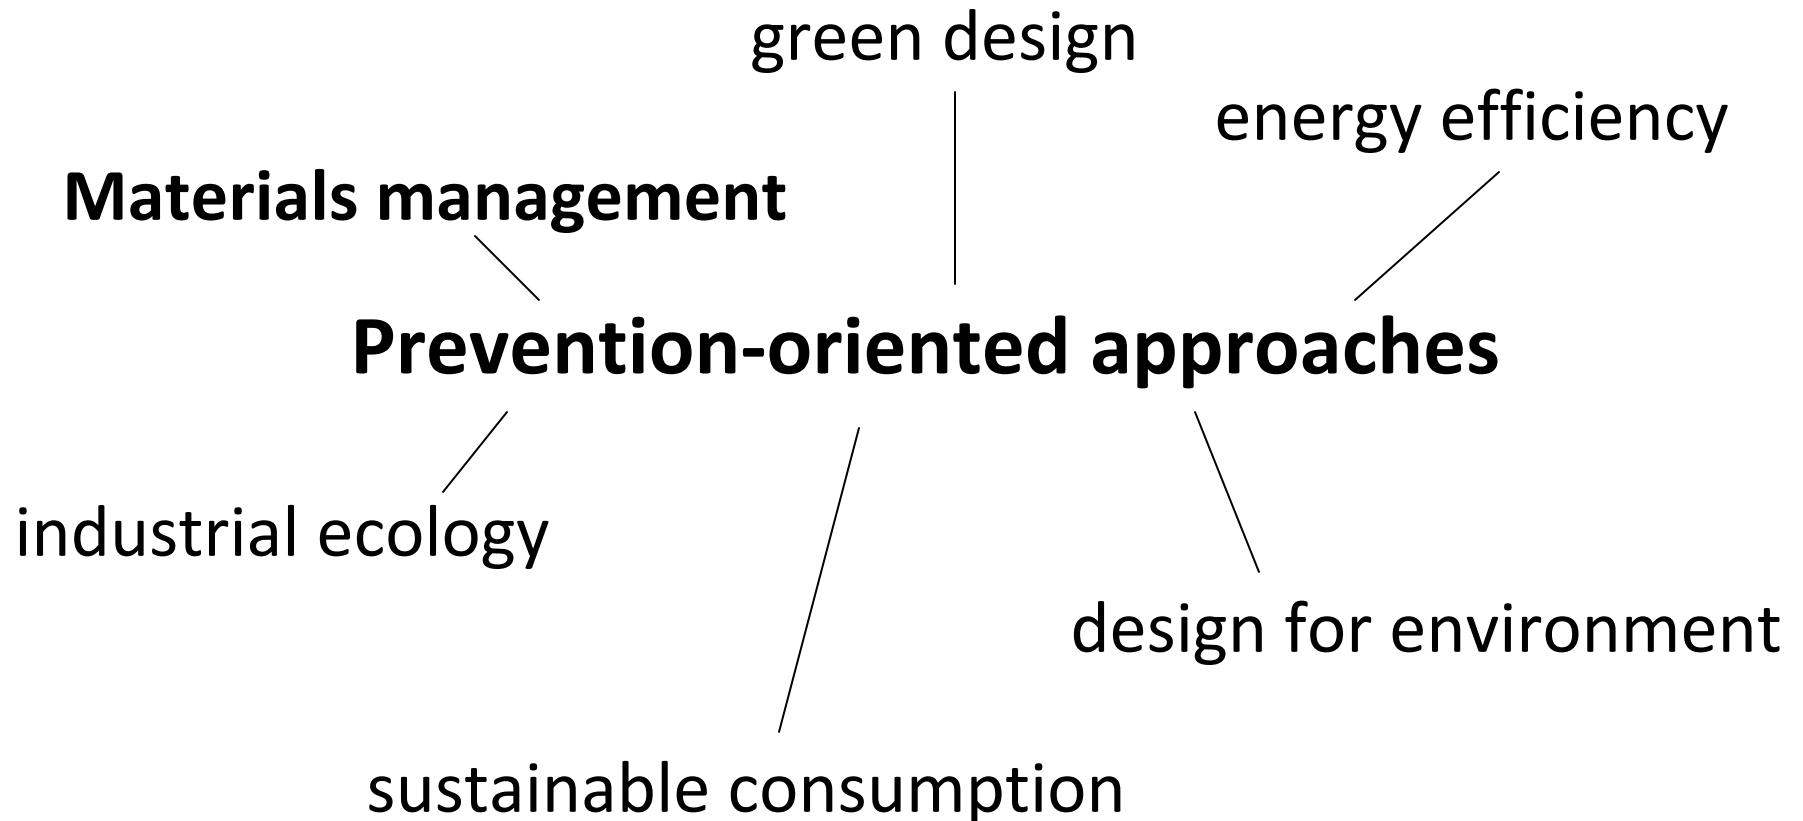 green design
energy efficiency
Materials management
Prevention-oriented approaches
industrial ecology
design for environment
sustainable consumption